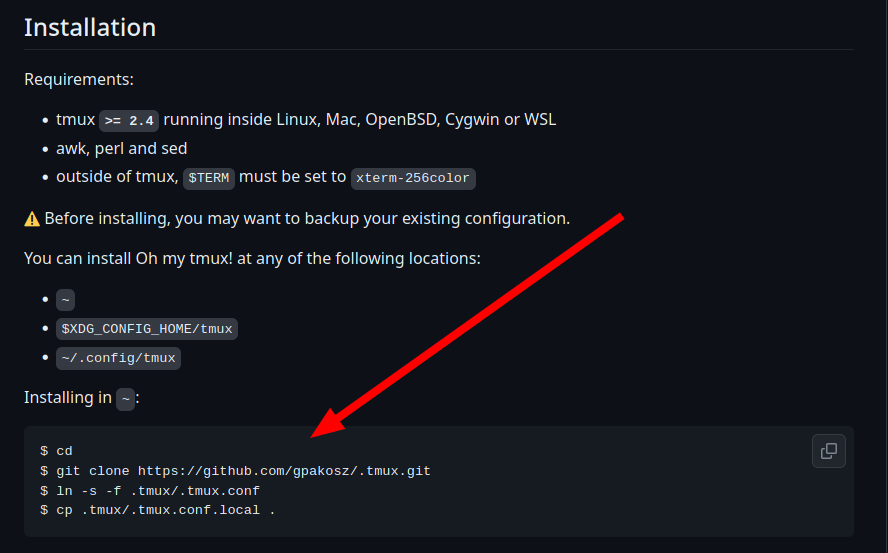 Installation
Requirements:
• tmux >= 2.4 running inside Linux, Mac, OpenBSD, Cygwin or WSL
• awk, perl and sed
• outside of tmux, $TERM must be set to xterm-256color
⚠️ Before installing, you may want to backup your existing configuration.
You can install Oh my tmux! at any of the following locations:
• ~
• $XDG_CONFIG_HOME/tmux
• ~/.config/tmux
Installing in ~:
$ cd
$ git clone https://github.com/gpakosz/.tmux.git
$ ln -s -f .tmux/.tmux.conf
$ cp .tmux/.tmux.conf.local .